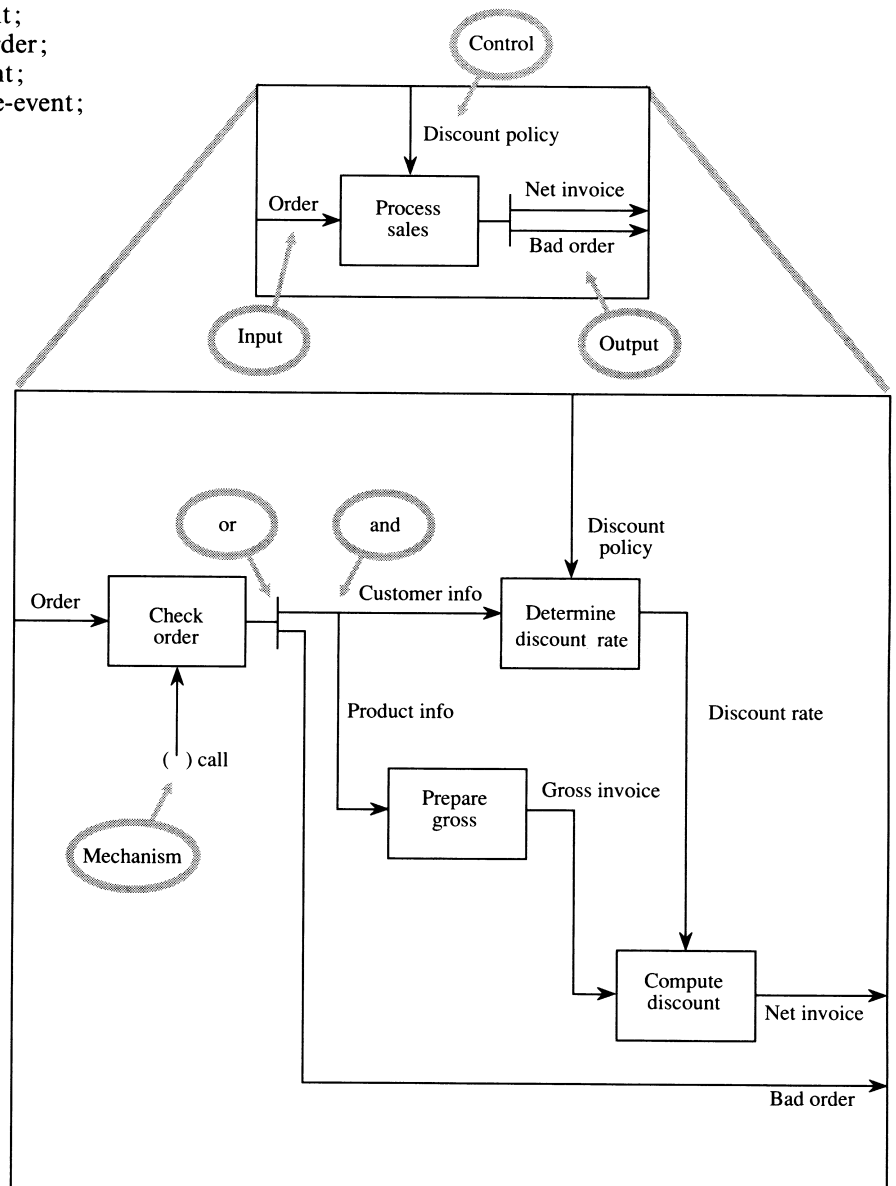 t;
rder;
nt;
e-event;
Control
Discount policy
Order
Process
sales
Net invoice
Bad order
Input
Output
or
and
Discount
policy
Order
Check
order
Customer info
Determine
discount rate
Product info
Discount rate
( ) call
Mechanism
Prepare
gross
Gross invoice
Compute
discount
Net invoice
Bad order